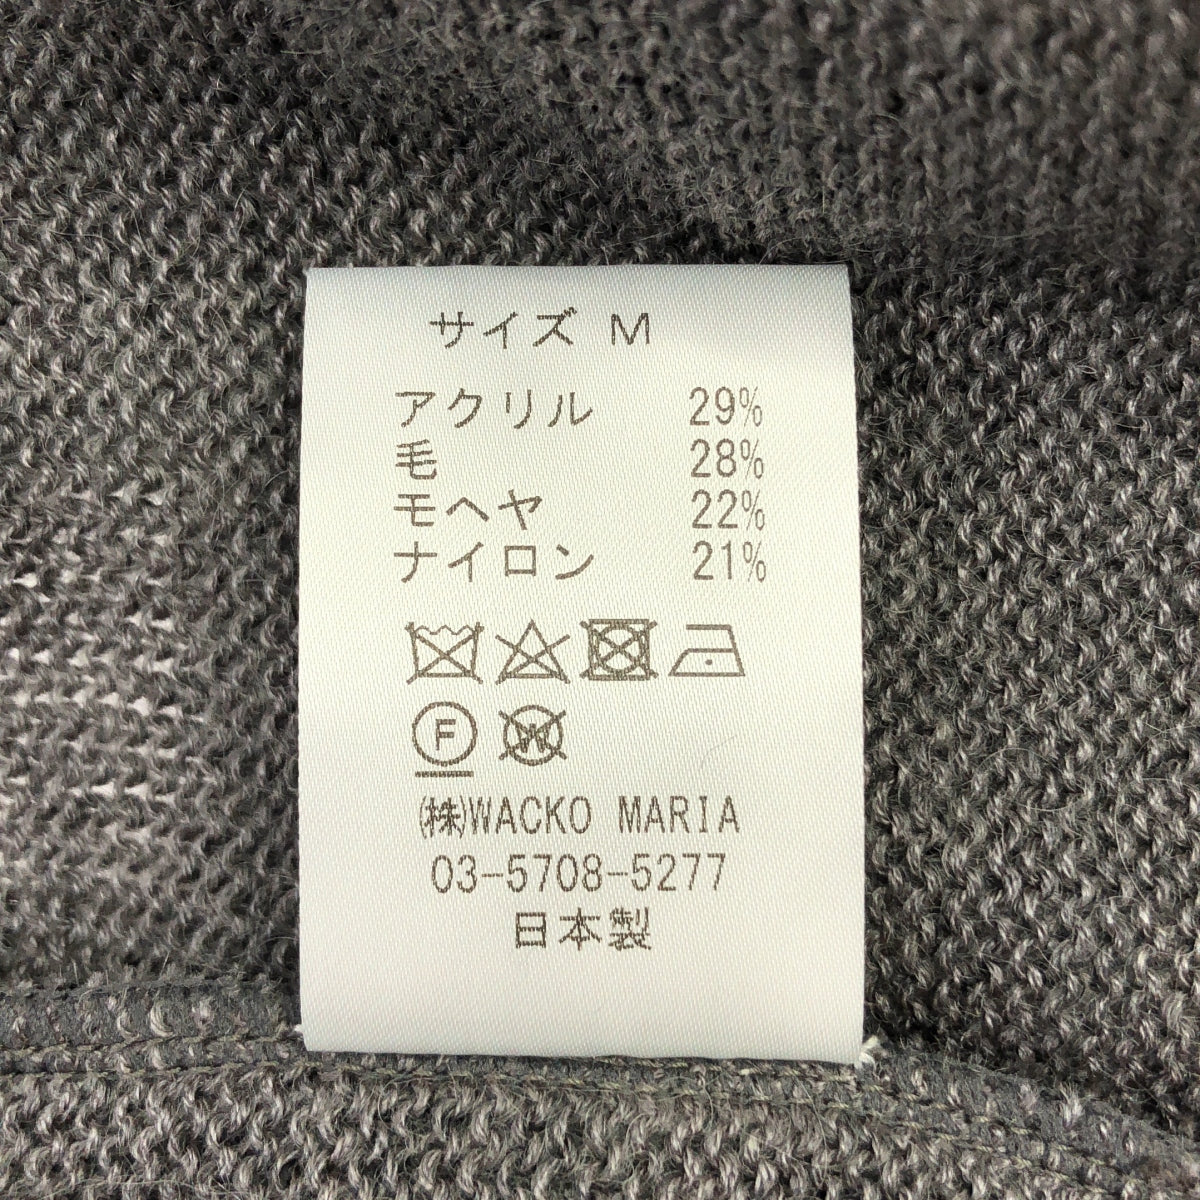 サイズ M
アクリル 29%
毛 28%
モヘヤ 22%
ナイロン 21%
F W
㈱WACKO MARIA
03-5708-5277
日本製